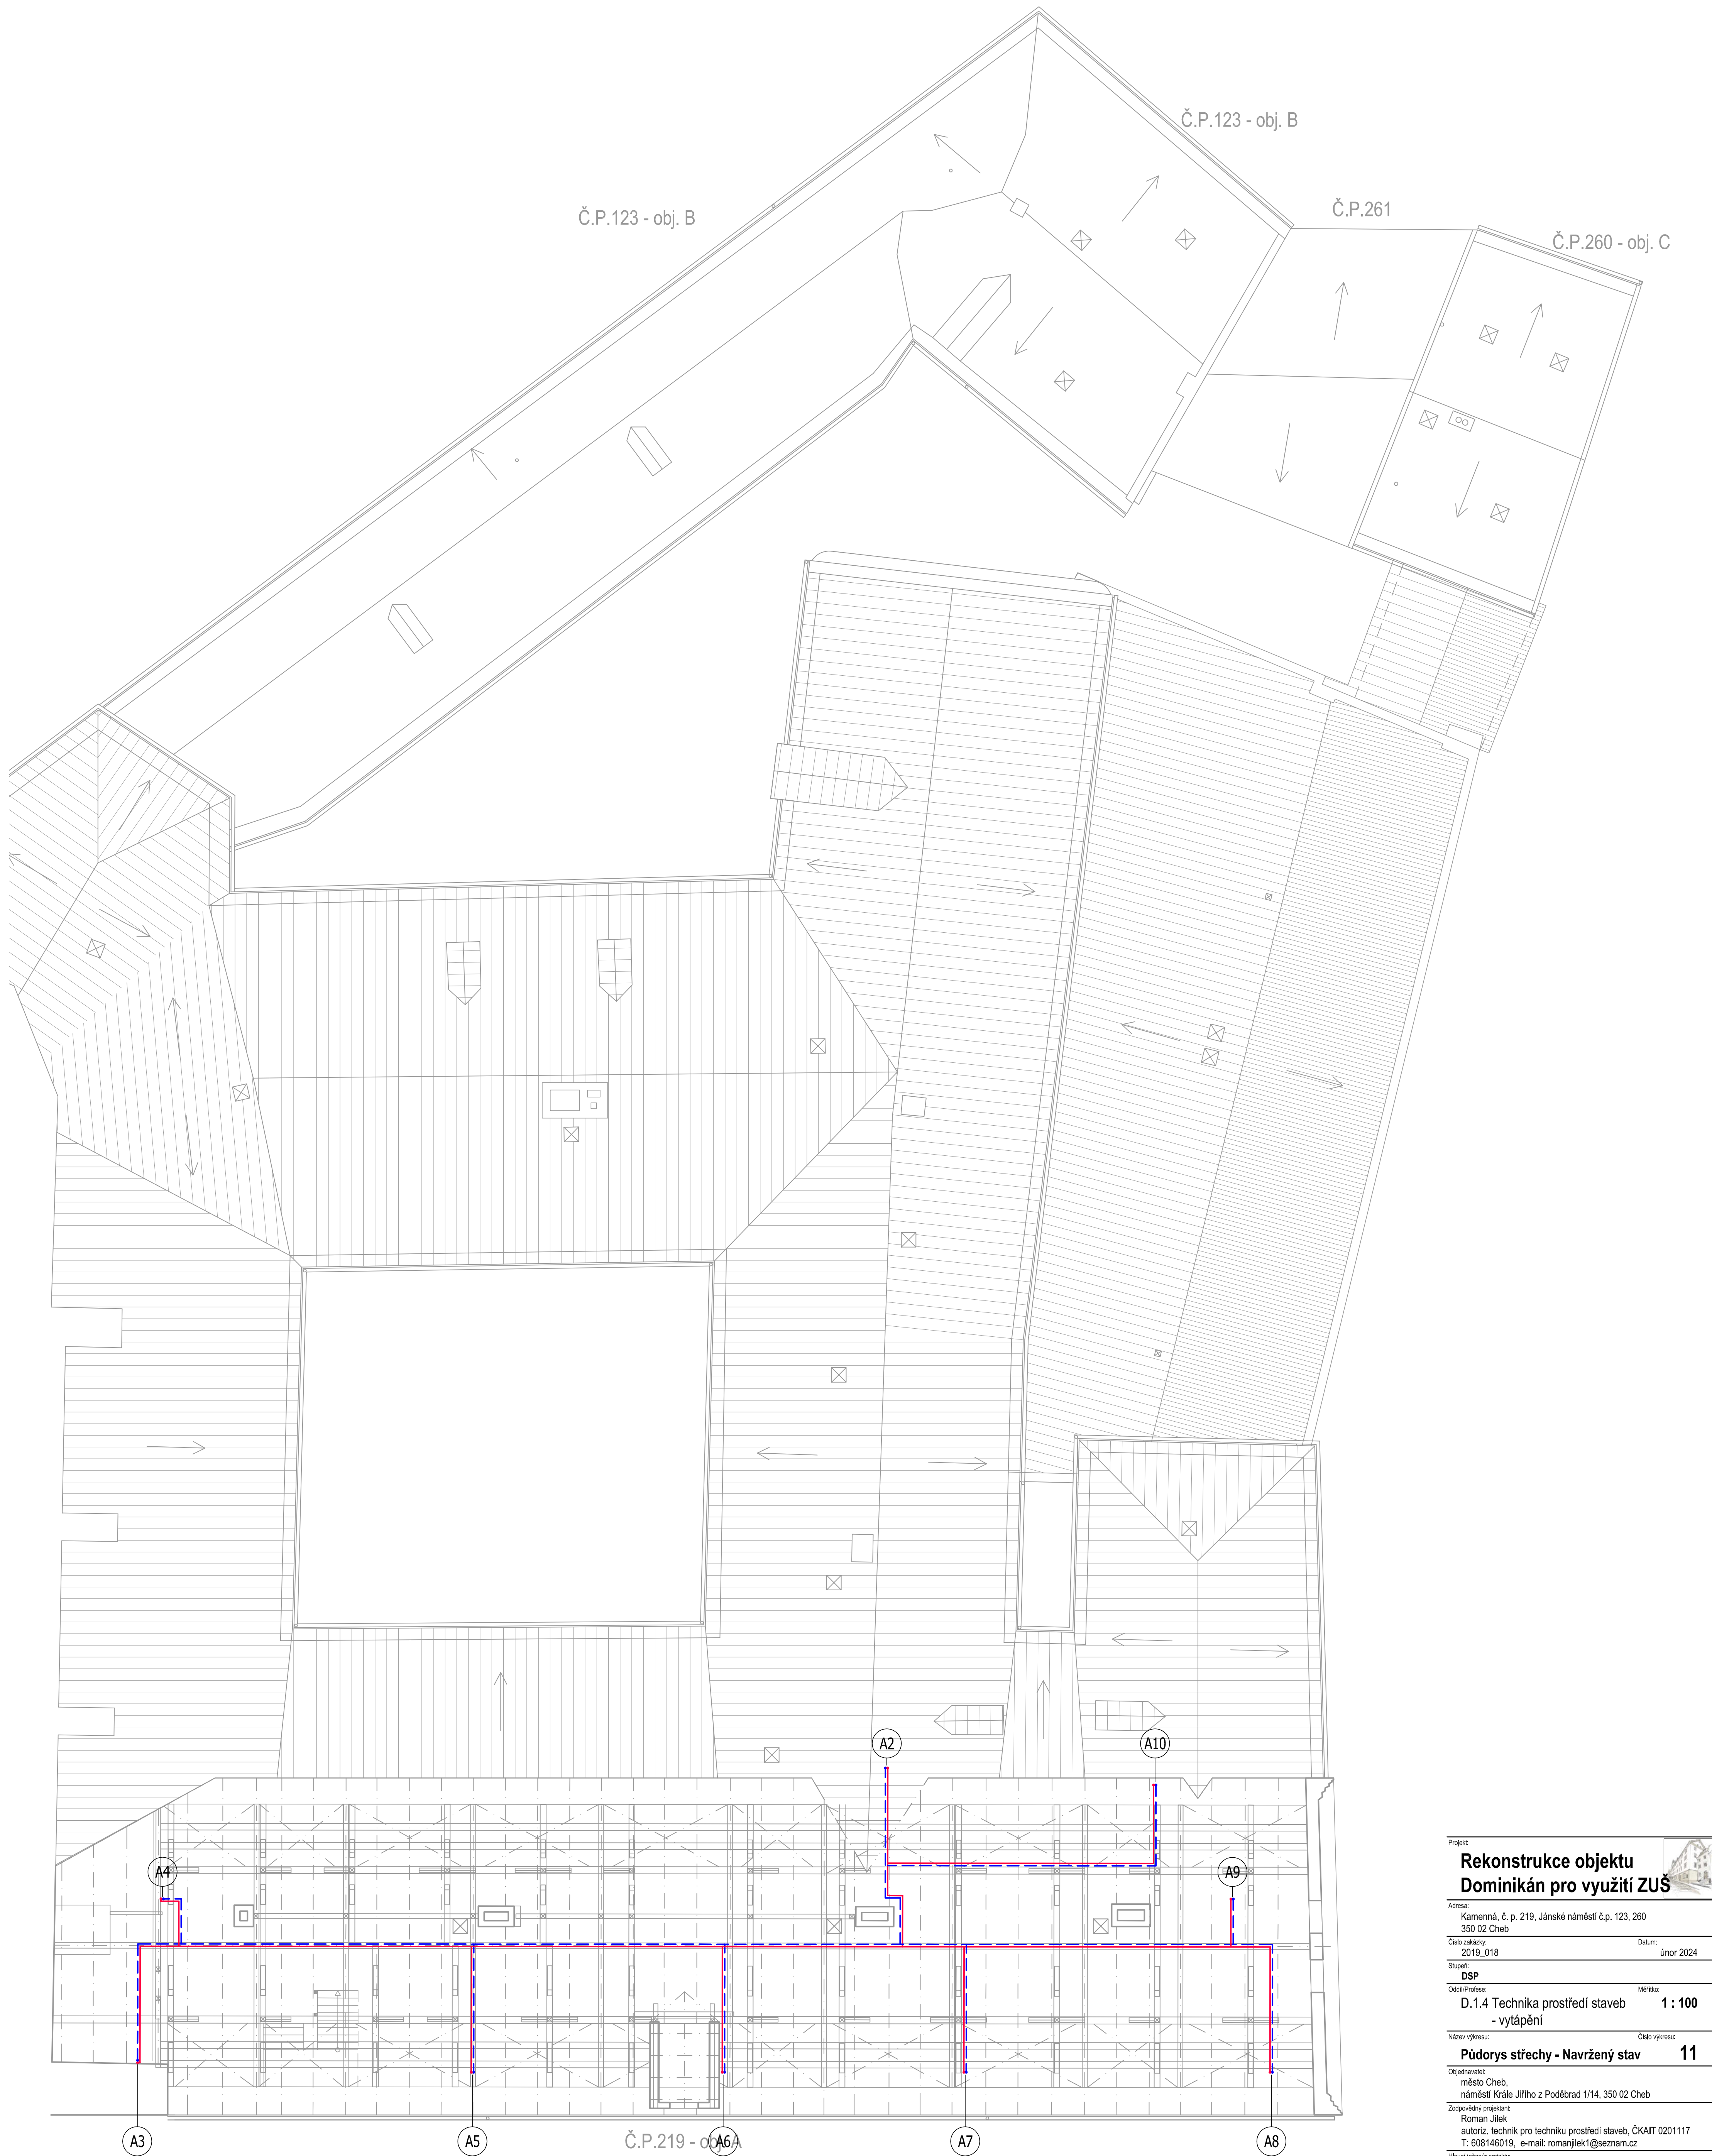 Č.P.123 - obj. B
Č.P.123 - obj. B
Č.P.261
Č.P.260 - obj. C
A2
A10
A4
A9
A3
A5
Č.P.219 - obj. A
A6
A7
A8
Projekt:
Rekonstrukce objektu
Dominikán pro využití ZUŠ
Adresa:
Kamenná, č. p. 219, Jánské náměstí č.p. 123, 260
350 02 Cheb
Číslo zakázky: Datum:
2019_018 únor 2024
Stupeň:
DSP
Oddíl/Profese: Měřítko:
D.1.4 Technika prostředí staveb 1 : 100
- vytápění
Název výkresu: Číslo výkresu:
Půdorys střechy - Navržený stav 11
Objednavatel:
město Cheb,
náměstí Krále Jiřího z Poděbrad 1/14, 350 02 Cheb
Zodpovědný projektant:
Roman Jílek
autoriz, technik pro techniku prostředí staveb, ČKAIT 0201117
T: 608146019, e-mail: romanjilek1@seznam.cz